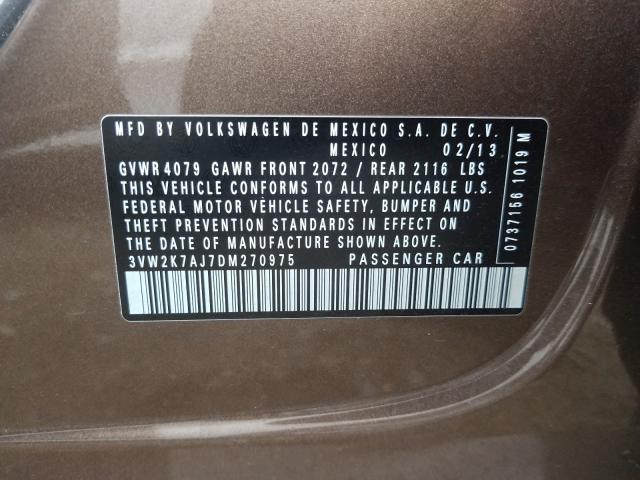 MFD BY VOLKSWAGEN DE MEXICO S.A. DE C.V.
MEXICO 02/13
GVWR 4079 GAWR FRONT 2072 / REAR 2116 LBS
THIS VEHICLE CONFORMS TO ALL APPLICABLE U.S.
FEDERAL MOTOR VEHICLE SAFETY, BUMPER AND
THEFT PREVENTION STANDARDS IN EFFECT ON
THE DATE OF MANUFACTURE SHOWN ABOVE
3VW2K7AJ7DM270975 PASSENGER CAR
0737156 1019 M